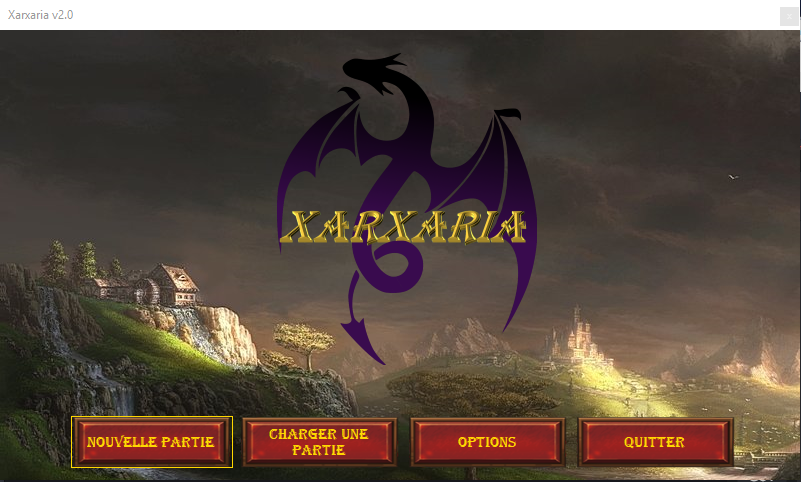 Xarxaria v2.0
x
XARXARIA
NOUVELLE PARTIE
CHARGER UNE
PARTIE
OPTIONS
QUITTER